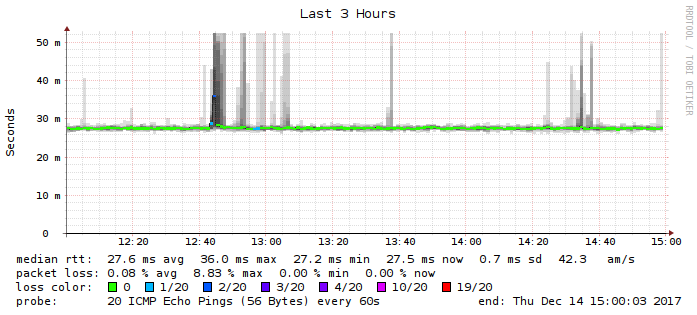 Last 3 Hours
RRDTOOL / TOBI OETIKER
Seconds
50 m
40 m
30 m
20 m
10 m
0
12:20 12:40 13:00 13:20 13:40 14:00 14:20 14:40 15:00
median rtt: 27.6 ms avg 36.0 ms max 27.2 ms min 27.5 ms now 0.7 ms sd 42.3 am/s
packet loss: 0.08 % avg 8.83 % max 0.00 % min 0.00 % now
loss color: 0 1/20 2/20 3/20 4/20 10/20 19/20
probe: 20 ICMP Echo Pings (56 Bytes) every 60s end: Thu Dec 14 15:00:03 2017